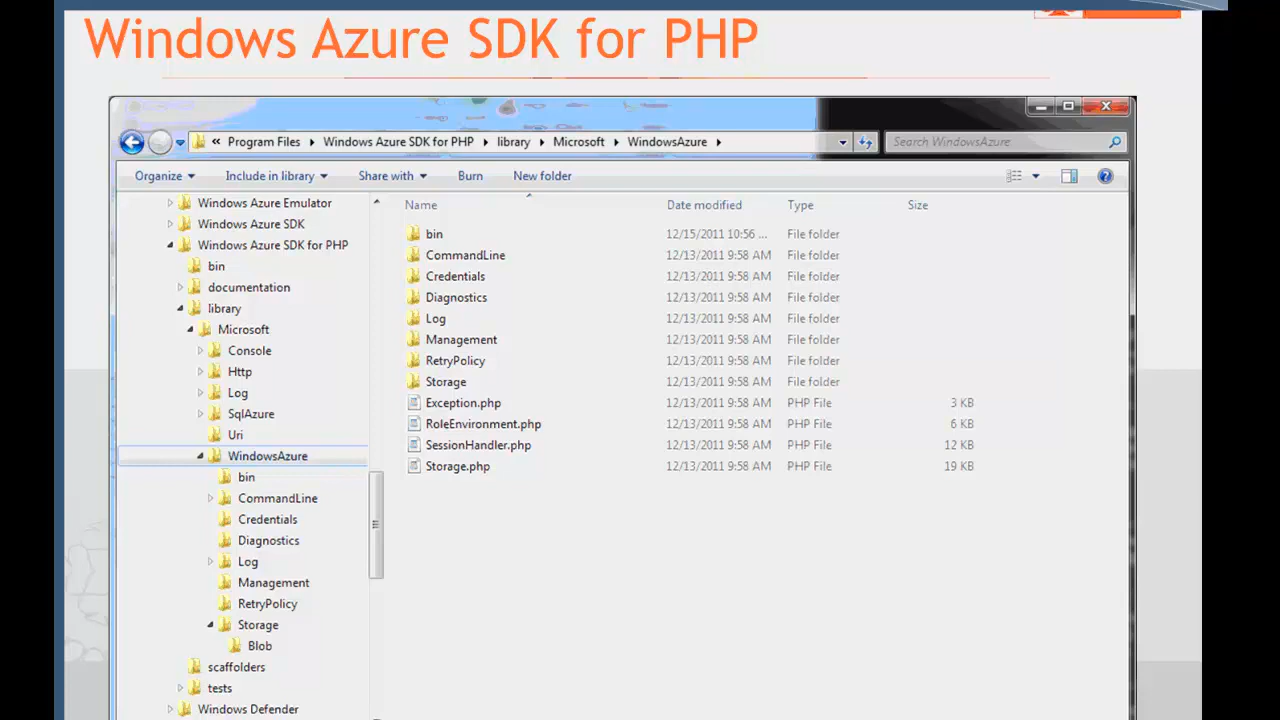 Windows Azure SDK for PHP
« Program Files Windows Azure SDK for PHP library Microsoft WindowsAzure
Search WindowsAzure
Organize Include in library Share with Burn New folder
Windows Azure Emulator
Windows Azure SDK
Windows Azure SDK for PHP
bin
documentation
library
Microsoft
Console
Http
Log
SqlAzure
Uri
WindowsAzure
bin
CommandLine
Credentials
Diagnostics
Log
Management
RetryPolicy
Storage
Blob
scaffolders
tests
Windows Defender
Name Date modified Type Size
bin 12/15/2011 10:56 ... File folder
CommandLine 12/13/2011 9:58 AM File folder
Credentials 12/13/2011 9:58 AM File folder
Diagnostics 12/13/2011 9:58 AM File folder
Log 12/13/2011 9:58 AM File folder
Management 12/13/2011 9:58 AM File folder
RetryPolicy 12/13/2011 9:58 AM File folder
Storage 12/13/2011 9:58 AM File folder
Exception.php 12/13/2011 9:58 AM PHP File 3 KB
RoleEnvironment.php 12/13/2011 9:58 AM PHP File 6 KB
SessionHandler.php 12/13/2011 9:58 AM PHP File 12 KB
Storage.php 12/13/2011 9:58 AM PHP File 19 KB